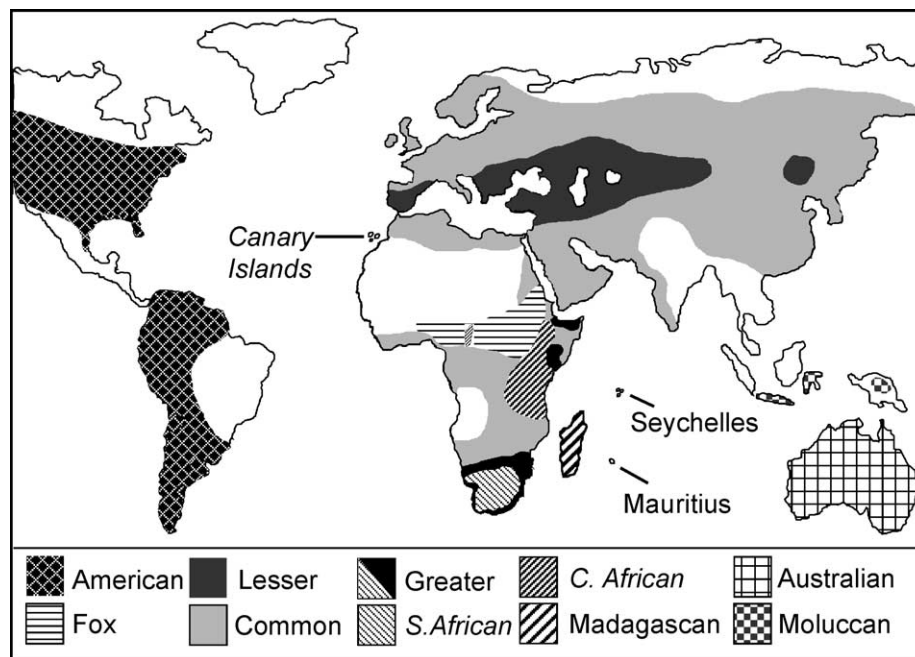 Canary
Islands
Seychelles
Mauritius
American Lesser Greater C. African Australian
Fox Common S.African Madagascan Moluccan